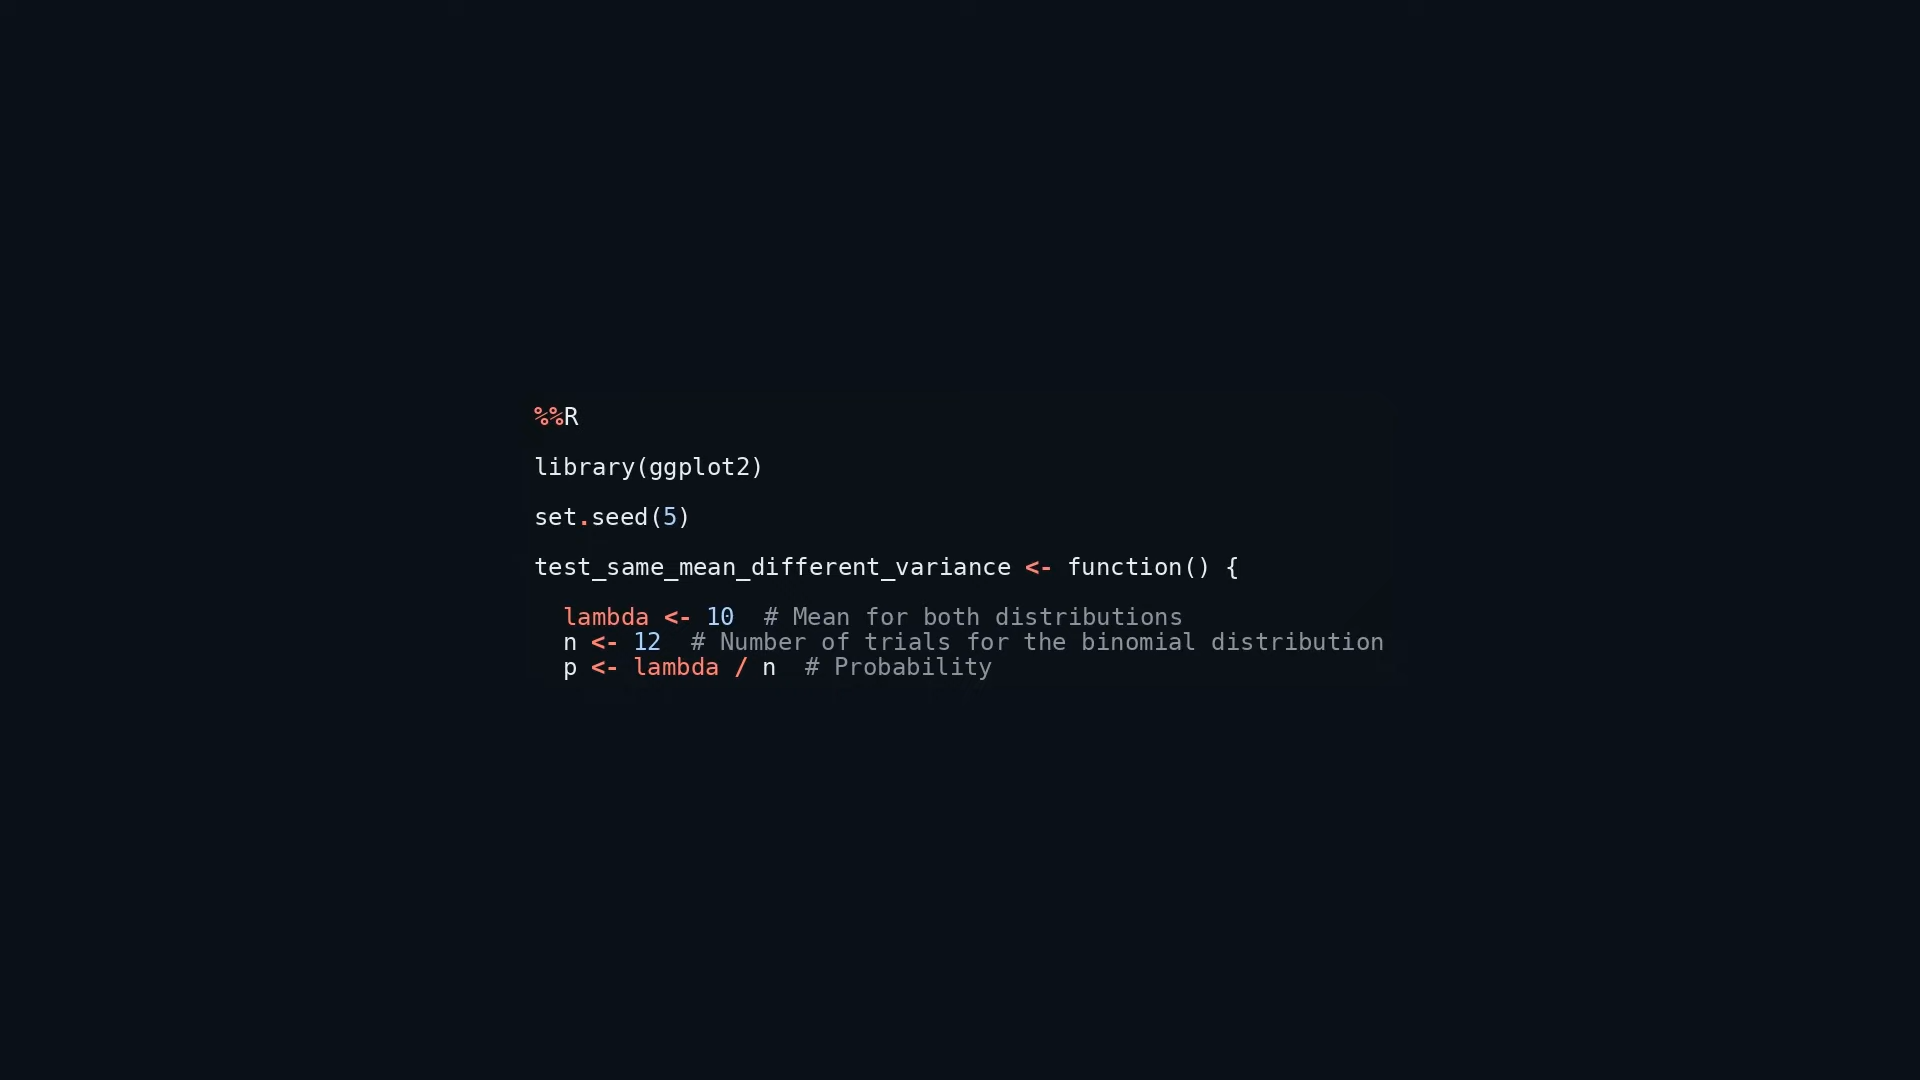 %%R
library(ggplot2)
set.seed(5)
test_same_mean_different_variance <- function() {
  lambda <- 10  # Mean for both distributions
  n <- 12  # Number of trials for the binomial distribution
  p <- lambda / n  # Probability